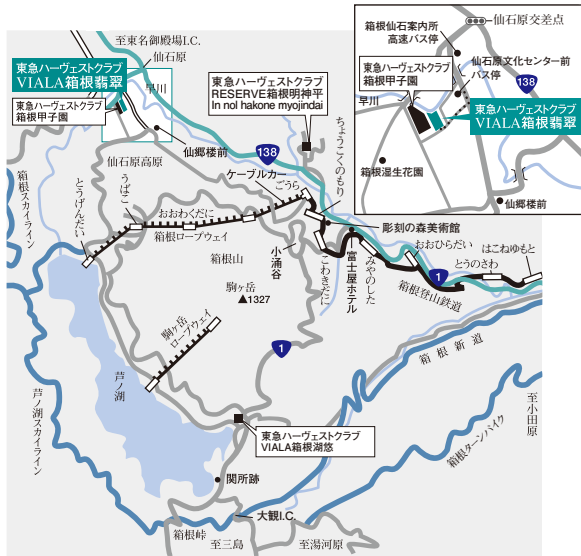 至東名御殿場I.C.
仙石原
東急ハーヴェストクラブ
VIALA箱根翡翠
早川
東急ハーヴェストクラブ
箱根甲子園
仙郷楼前
仙石原高原
東急ハーヴェストクラブ
RESERVE箱根明神平
In nol hakone myojindai
138
ちょうこくのもり
ケーブルカー
ごうら
箱根スカイライン
とうげんだい
うばこ
おおわくだに
箱根ロープウェイ
箱根山
小涌谷
こわきだに
彫刻の森美術館
富士屋ホテル
みやのした
おおひらだい
とうのさわ
はこねゆもと
1
箱根登山鉄道
駒ヶ岳
▲1327
駒ヶ岳
ロープウェイ
1
箱根新道
芦ノ湖
芦ノ湖スカイライン
東急ハーヴェストクラブ
VIALA箱根湖悠
至小田原
箱根ターンパイク
関所跡
大観I.C.
箱根峠
至三島
至湯河原
仙石原交差点
箱根仙石案内所
高速バス停
仙石原文化センター前
バス停
138
東急ハーヴェストクラブ
箱根甲子園
早川
東急ハーヴェストクラブ
VIALA箱根翡翠
箱根湿生花園
仙郷楼前